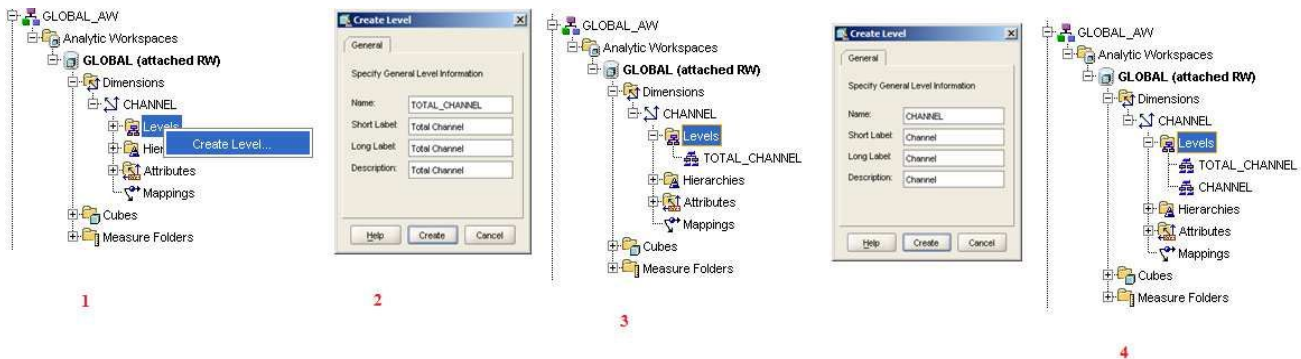 GLOBAL_AW
Analytic Workspaces
GLOBAL (attached RW)
Dimensions
CHANNEL
Levels
Create Level...
Hier
Attributes
Mappings
Cubes
Measure Folders
1
Create Level
General
Specify General Level Information
Name: TOTAL_CHANNEL
Short Label: Total Channel
Long Label: Total Channel
Description: Total Channel
Help Create Cancel
2
GLOBAL_AW
Analytic Workspaces
GLOBAL (attached RW)
Dimensions
CHANNEL
Levels
TOTAL_CHANNEL
Hierarchies
Attributes
Mappings
Cubes
Measure Folders
3
Create Level
General
Specify General Level Information
Name: CHANNEL
Short Label: Channel
Long Label: Channel
Description: Channel
Help Create Cancel
GLOBAL_AW
Analytic Workspaces
GLOBAL (attached RW)
Dimensions
CHANNEL
Levels
TOTAL_CHANNEL
CHANNEL
Hierarchies
Attributes
Mappings
Cubes
Measure Folders
4